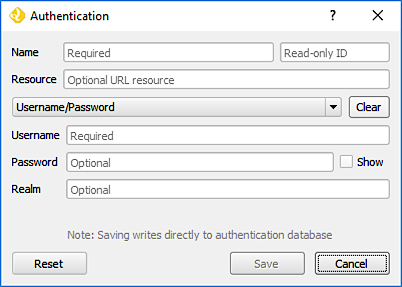 Authentication
Name Required Read-only ID
Resource Optional URL resource
Username/Password Clear
Username Required
Password Optional Show
Realm Optional
Note: Saving writes directly to authentication database
Reset Save Cancel